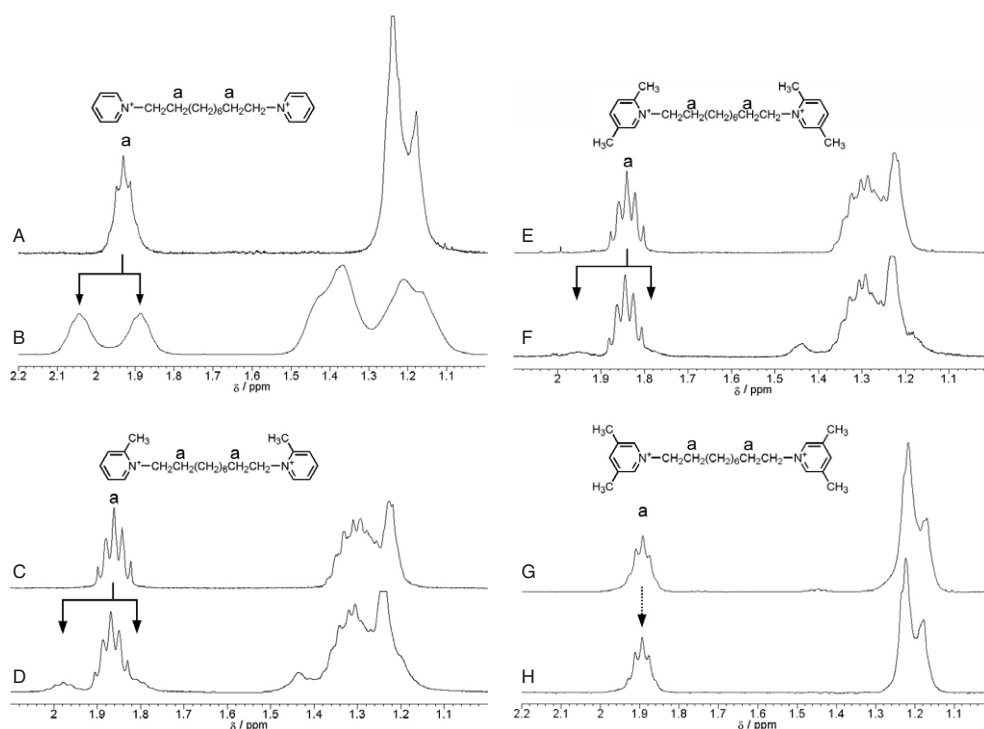 a a
N⁺—CH₂CH₂(CH₂)₆CH₂CH₂—N⁺
a
A
B
2.2 2.1 2 1.9 1.8 1.7 1.6 1.5 1.4 1.3 1.2 1.1
δ / ppm
CH₃ CH₃
a a
N⁺—CH₂CH₂(CH₂)₆CH₂CH₂—N⁺
a
C
D
2.1 2 1.9 1.8 1.7 1.6 1.5 1.4 1.3 1.2 1.1
δ / ppm
CH₃ CH₃
a a
N⁺—CH₂CH₂(CH₂)₆CH₂CH₂—N⁺
H₃C CH₃
a
E
F
2 1.9 1.8 1.7 1.6 1.5 1.4 1.3 1.2 1.1
δ / ppm
H₃C CH₃
a a
N⁺—CH₂CH₂(CH₂)₆CH₂CH₂—N⁺
H₃C CH₃
a
G
H
2.2 2.1 2 1.9 1.8 1.7 1.6 1.5 1.4 1.3 1.2 1.1
δ / ppm